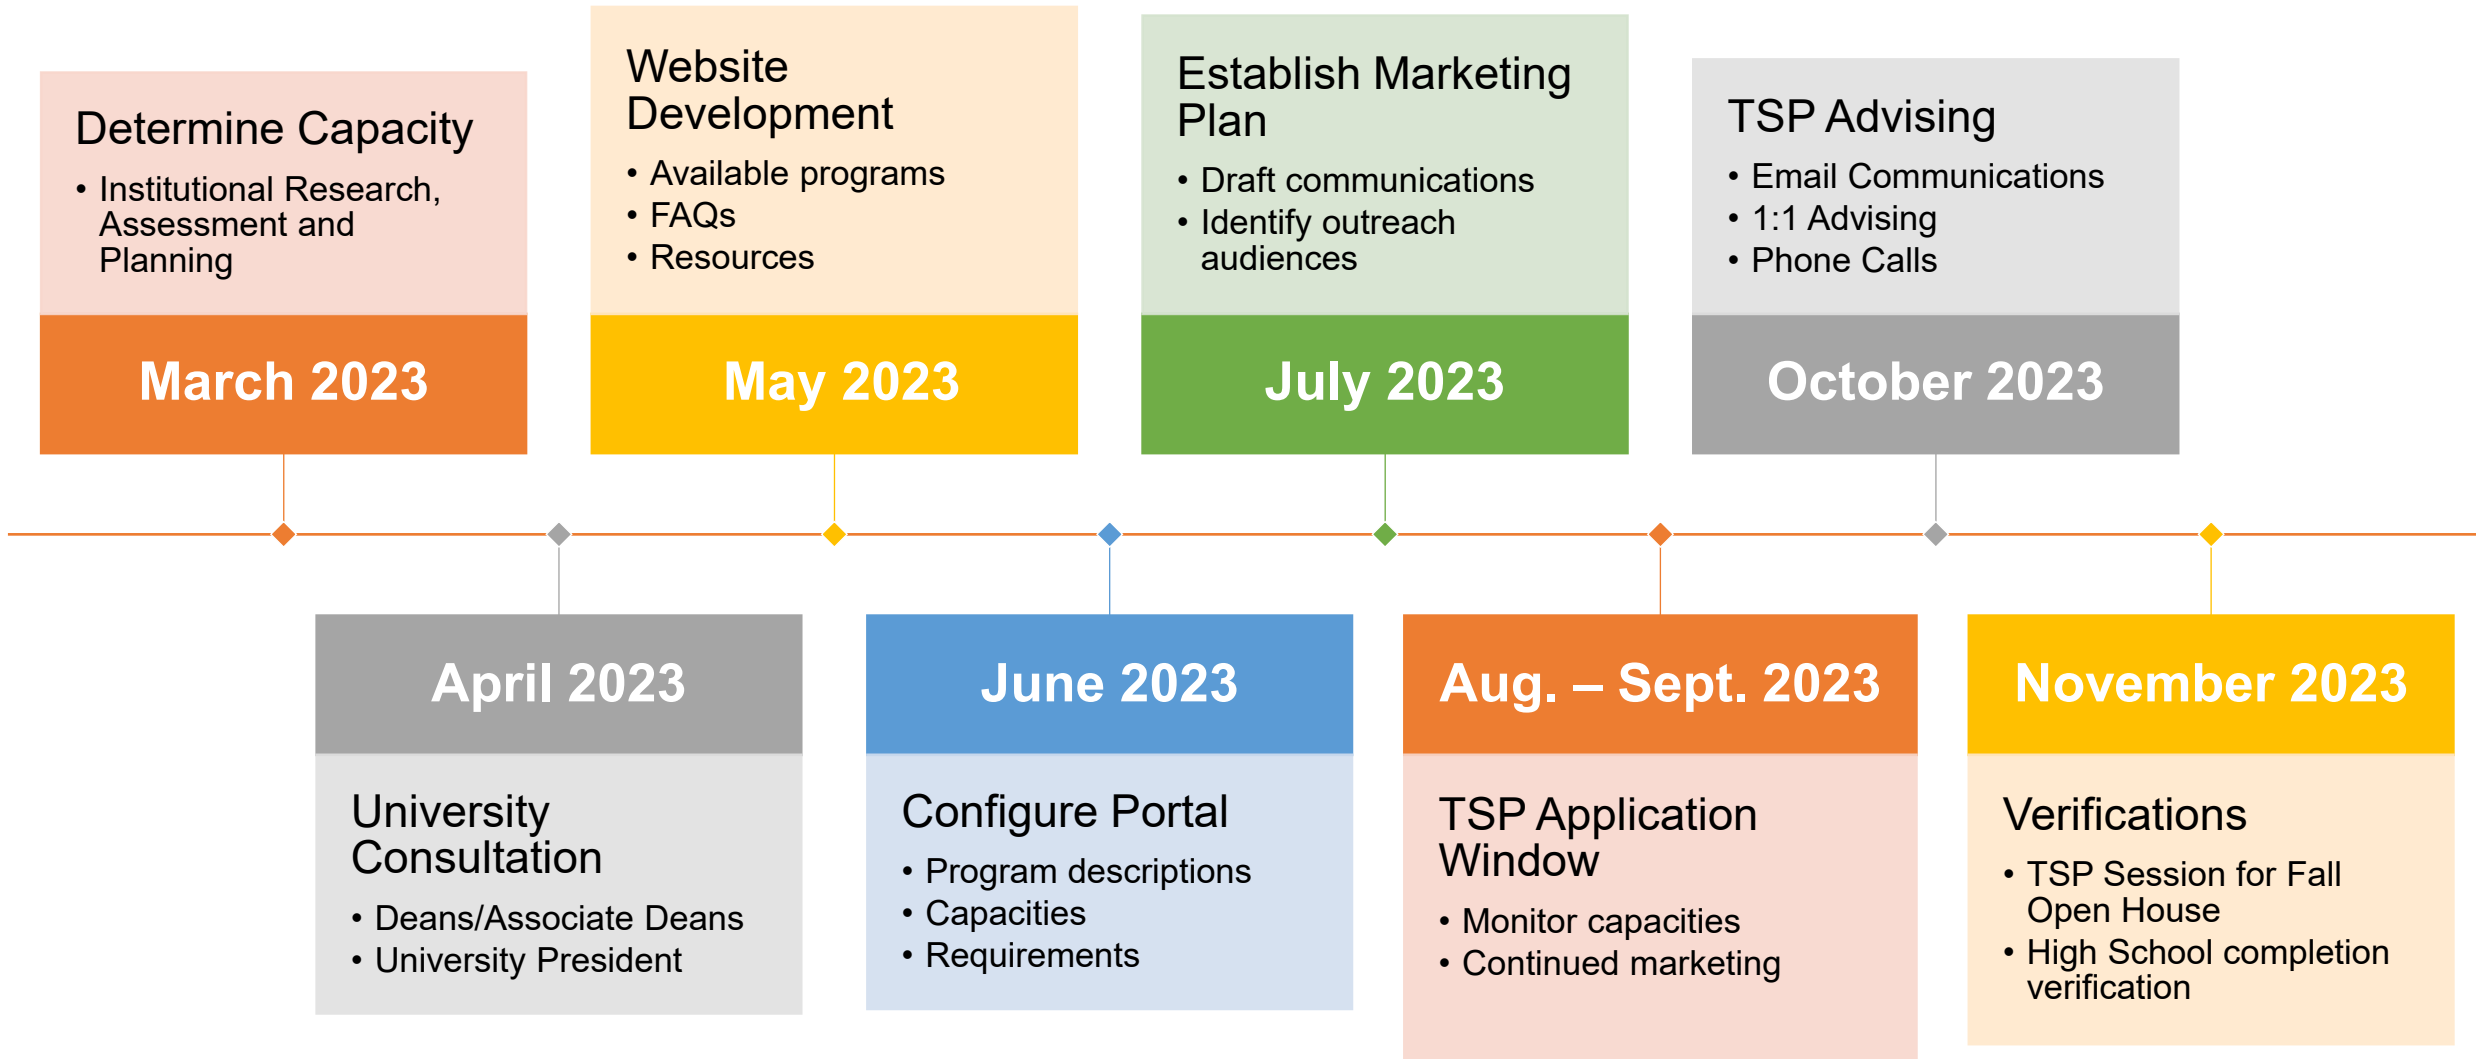 Determine Capacity
• Institutional Research,
Assessment and
Planning
March 2023
Website
Development
• Available programs
• FAQs
• Resources
May 2023
Establish Marketing
Plan
• Draft communications
• Identify outreach
audiences
July 2023
TSP Advising
• Email Communications
• 1:1 Advising
• Phone Calls
October 2023
April 2023
University
Consultation
• Deans/Associate Deans
• University President
June 2023
Configure Portal
• Program descriptions
• Capacities
• Requirements
Aug. – Sept. 2023
TSP Application
Window
• Monitor capacities
• Continued marketing
November 2023
Verifications
• TSP Session for Fall
Open House
• High School completion
verification